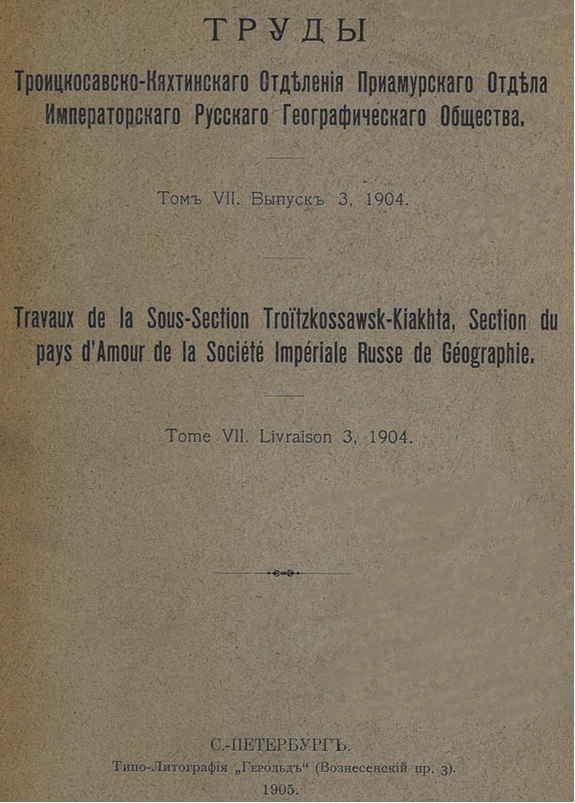 ТРУДЫ
Троицкосавско-Кяхтинскаго Отдѣленія Приамурскаго Отдѣла
Императорскаго Русскаго Географическаго Общества.
Томъ VII. Выпускъ 3, 1904.
Travaux de la Sous-Section Troïtzkossawsk-Kiakhta, Section du
pays d'Amour de la Société Impériale Russe de Géographie.
Tome VII. Livraison 3, 1904.
С.-ПЕТЕРБУРГЪ.
Типо-Литографія „Герольдъ“ (Вознесенскій пр. 3).
1905.